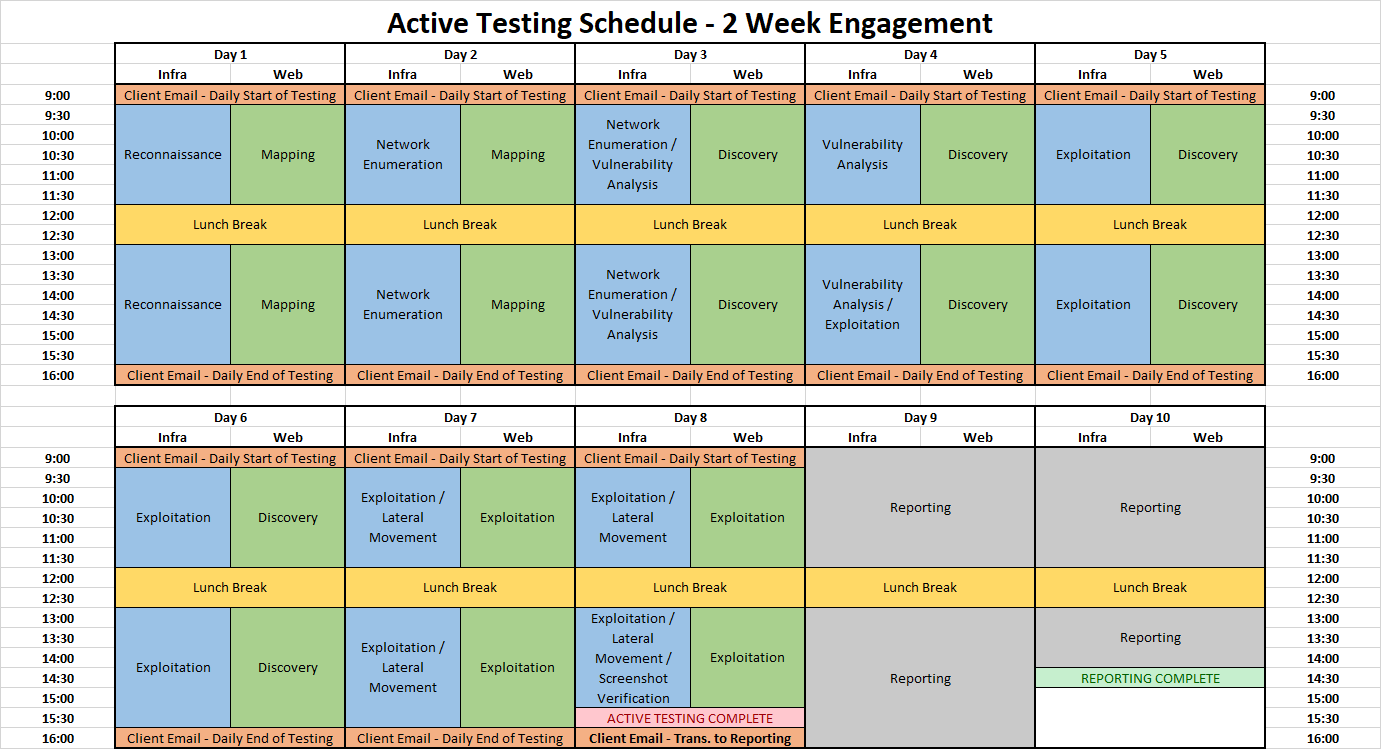 Active Testing Schedule - 2 Week Engagement
Day 1 Day 2 Day 3 Day 4 Day 5
Infra Web Infra Web Infra Web Infra Web Infra Web
9:00 Client Email - Daily Start of Testing Client Email - Daily Start of Testing Client Email - Daily Start of Testing Client Email - Daily Start of Testing Client Email - Daily Start of Testing 9:00
9:30 9:30
10:00 Network 10:00
Network Enumeration / Vulnerability
10:30 Reconnaissance Mapping Enumeration Mapping Vulnerability Discovery Analysis Discovery Exploitation Discovery 10:30
11:00 Analysis 11:00
11:30 11:30
12:00 12:00
Lunch Break Lunch Break Lunch Break Lunch Break Lunch Break
12:30 12:30
13:00 13:00
13:30 Network 13:30
14:00 Network Enumeration / Vulnerability 14:00
Reconnaissance Mapping Enumeration Mapping Vulnerability Discovery Analysis / Discovery Exploitation Discovery
14:30 Analysis Exploitation 14:30
15:00 15:00
15:30 15:30
16:00 Client Email - Daily End of Testing Client Email - Daily End of Testing Client Email - Daily End of Testing Client Email - Daily End of Testing Client Email - Daily End of Testing 16:00
Day 6 Day 7 Day 8 Day 9 Day 10
Infra Web Infra Web Infra Web Infra Web Infra Web
9:00 Client Email - Daily Start of Testing Client Email - Daily Start of Testing Client Email - Daily Start of Testing 9:00
9:30 9:30
10:00 Exploitation / Exploitation / 10:00
Reporting Reporting
10:30 Exploitation Discovery Lateral Exploitation Lateral Exploitation 10:30
11:00 Movement Movement 11:00
11:30 11:30
12:00 12:00
Lunch Break Lunch Break Lunch Break Lunch Break Lunch Break
12:30 12:30
13:00 Exploitation / 13:00
13:30 Exploitation / Lateral Reporting 13:30
14:00 Exploitation Discovery Lateral Exploitation Movement / Exploitation 14:00
14:30 Movement Screenshot Reporting REPORTING COMPLETE 14:30
15:00 Verification 15:00
15:30 ACTIVE TESTING COMPLETE 15:30
16:00 Client Email - Daily End of Testing Client Email - Daily End of Testing Client Email - Trans. to Reporting 16:00